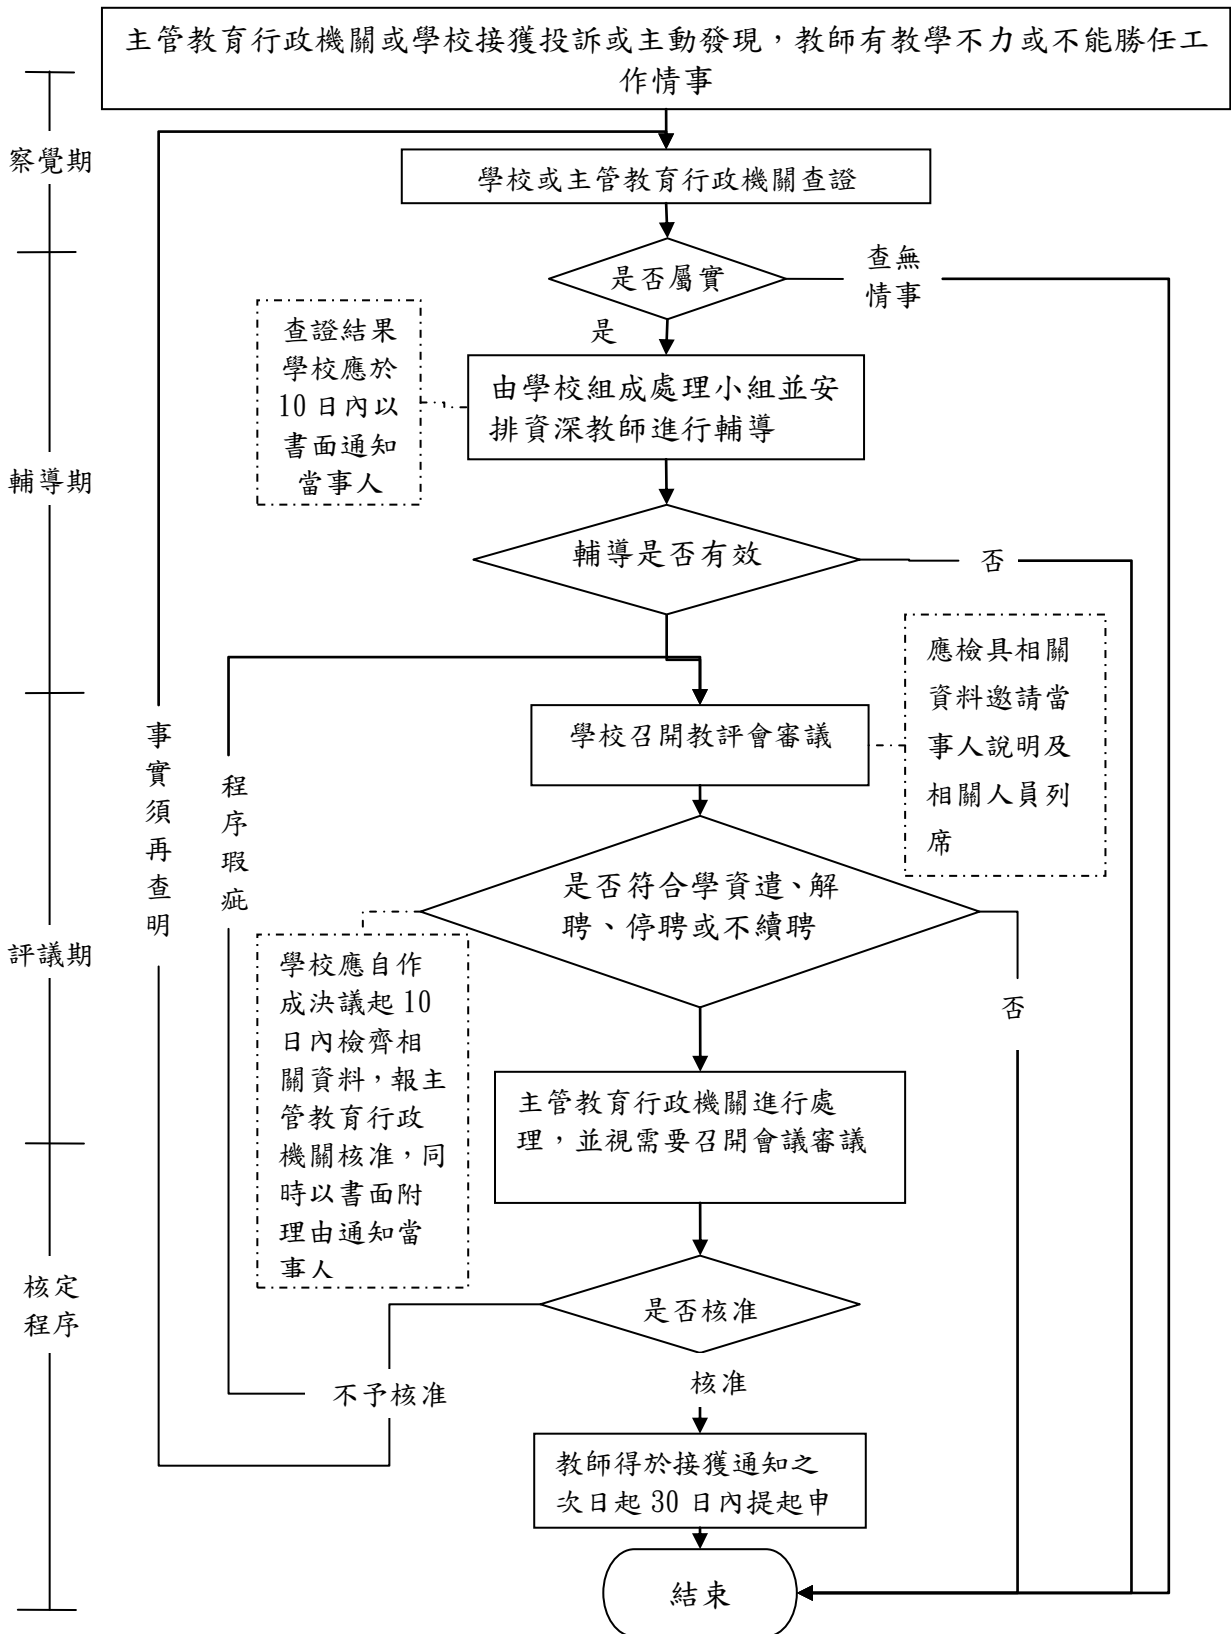 主管教育行政機關或學校接獲投訴或主動發現，教師有教學不力或不能勝任工
作情事
察覺期
學校或主管教育行政機關查證
是否屬實
查無
情事
是
查證結果
學校應於
10日內以
書面通知
當事人
由學校組成處理小組並安
排資深教師進行輔導
輔導期
輔導是否有效
否
應檢具相關
資料邀請當
事人說明及
相關人員列
席
學校召開教評會審議
事
實
須
再
查
明
程
序
瑕
疵
是否符合學資遣、解
聘、停聘或不續聘
評議期
學校應自作
成決議起10
日內檢齊相
關資料，報主
管教育行政
機關核准，同
時以書面附
理由通知當
事人
否
主管教育行政機關進行處
理，並視需要召開會議審議
核定
程序
是否核准
不予核准
核准
教師得於接獲通知之
次日起30日內提起申
結束